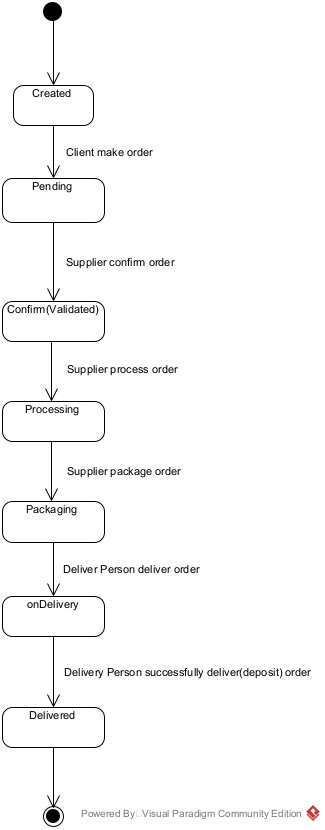 Created
Client make order
Pending
Supplier confirm order
Confirm(Validated)
Supplier process order
Processing
Supplier package order
Packaging
Deliver Person deliver order
onDelivery
Delivery Person successfully deliver(deposit) order
Delivered
Powered By Visual Paradigm Community Edition